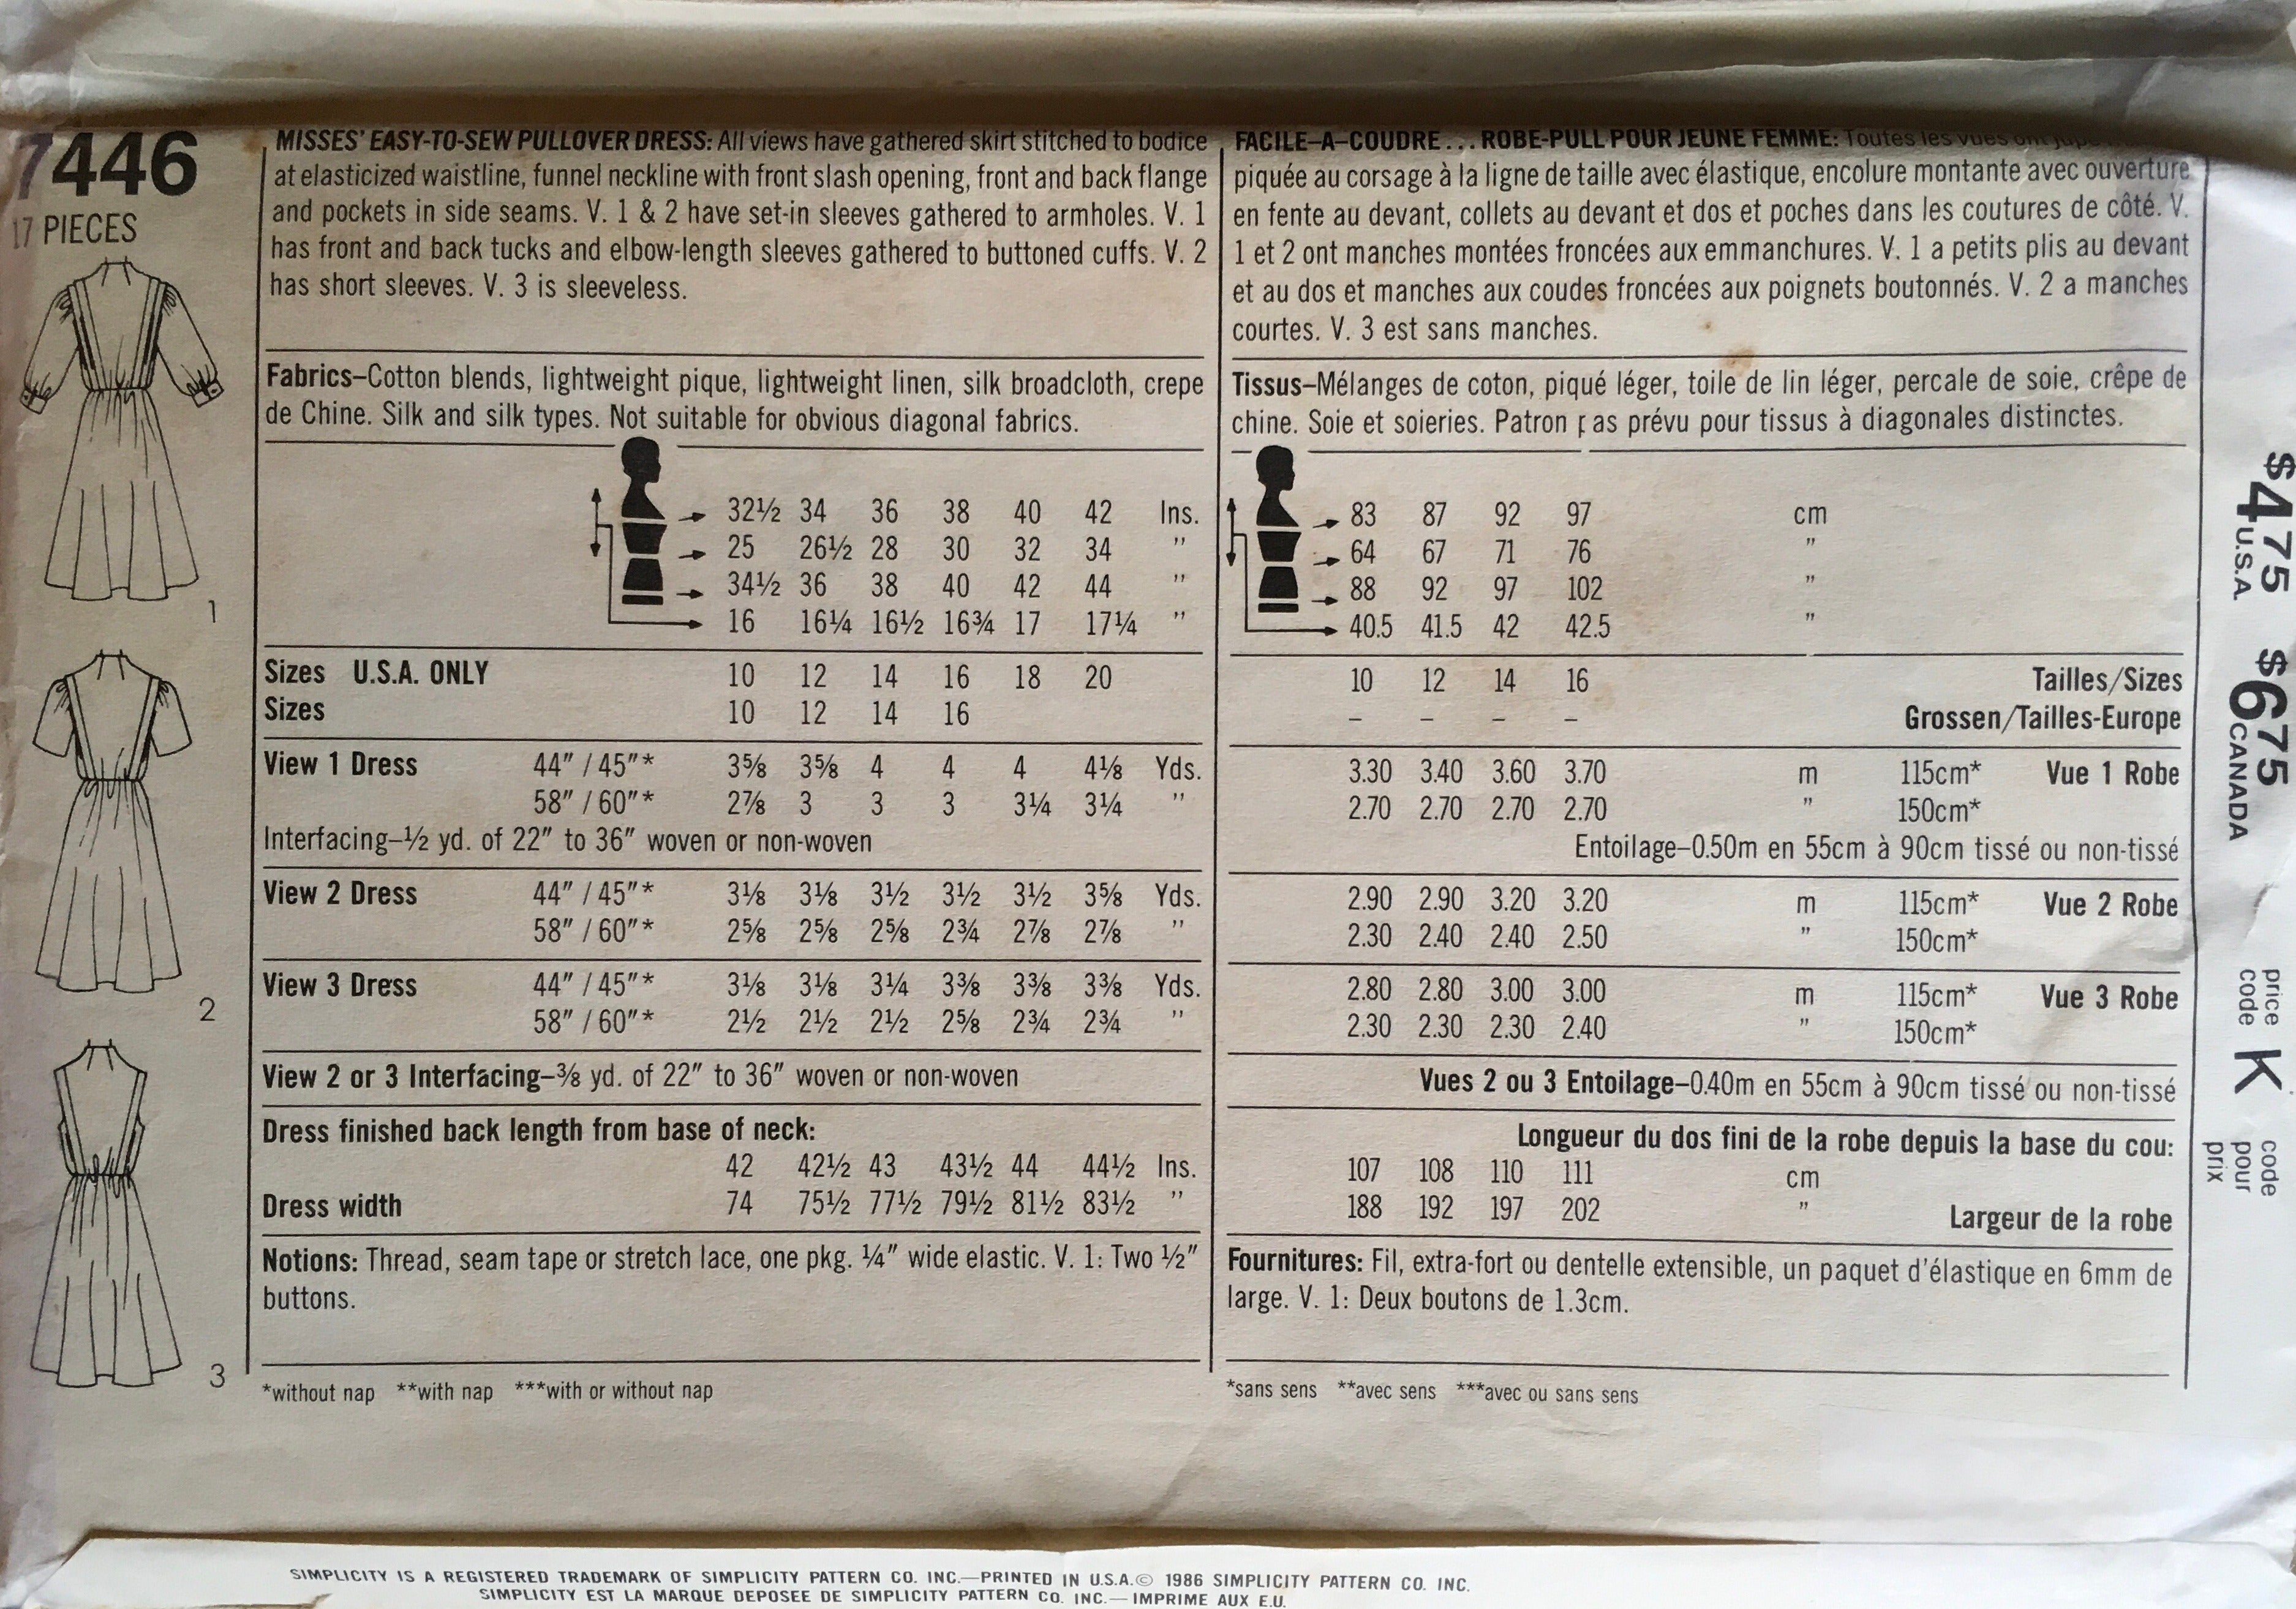 7446
17 PIECES
1
2
3
MISSES' EASY-TO-SEW PULLOVER DRESS: All views have gathered skirt stitched to bodice
at elasticized waistline, funnel neckline with front slash opening, front and back flange
and pockets in side seams. V. 1 & 2 have set-in sleeves gathered to armholes. V. 1
has front and back tucks and elbow-length sleeves gathered to buttoned cuffs. V. 2
has short sleeves. V. 3 is sleeveless.
Fabrics–Cotton blends, lightweight pique, lightweight linen, silk broadcloth, crepe
de Chine. Silk and silk types. Not suitable for obvious diagonal fabrics.
32½ 34 36 38 40 42 Ins.
25 26½ 28 30 32 34 "
34½ 36 38 40 42 44 "
16 16¼ 16½ 16¾ 17 17¼ "
Sizes U.S.A. ONLY 10 12 14 16 18 20
Sizes 10 12 14 16
View 1 Dress 44" / 45"* 3⅝ 3⅝ 4 4 4 4⅛ Yds.
58" / 60"* 2⅞ 3 3 3 3¼ 3¼ "
Interfacing–½ yd. of 22" to 36" woven or non-woven
View 2 Dress 44" / 45"* 3⅛ 3⅛ 3½ 3½ 3½ 3⅝ Yds.
58" / 60"* 2⅝ 2⅝ 2⅝ 2¾ 2⅞ 2⅞ "
View 3 Dress 44" / 45"* 3⅛ 3⅛ 3¼ 3⅜ 3⅜ 3⅜ Yds.
58" / 60"* 2½ 2½ 2½ 2⅝ 2¾ 2¾ "
View 2 or 3 Interfacing–⅜ yd. of 22" to 36" woven or non-woven
Dress finished back length from base of neck:
42 42½ 43 43½ 44 44½ Ins.
Dress width 74 75½ 77½ 79½ 81½ 83½ "
Notions: Thread, seam tape or stretch lace, one pkg. ¼" wide elastic. V. 1: Two ½"
buttons.
*without nap **with nap ***with or without nap
FACILE–A–COUDRE... ROBE-PULL POUR JEUNE FEMME: Toutes les vues ont
piquée au corsage à la ligne de taille avec élastique, encolure montante avec ouverture
en fente au devant, collets au devant et dos et poches dans les coutures de côté. V.
1 et 2 ont manches montées froncées aux emmanchures. V. 1 a petits plis au devant
et au dos et manches aux coudes froncées aux poignets boutonnés. V. 2 a manches
courtes. V. 3 est sans manches.
Tissus–Mélanges de coton, piqué léger, toile de lin léger, percale de soie, crêpe de
chine. Soie et soieries. Patron pas prévu pour tissus à diagonales distinctes.
83 87 92 97 cm
64 67 71 76 "
88 92 97 102 "
40.5 41.5 42 42.5 "
10 12 14 16 Tailles/Sizes
– – – – Grossen/Tailles-Europe
3.30 3.40 3.60 3.70 m 115cm* Vue 1 Robe
2.70 2.70 2.70 2.70 " 150cm*
Entoilage–0.50m en 55cm à 90cm tissé ou non-tissé
2.90 2.90 3.20 3.20 m 115cm* Vue 2 Robe
2.30 2.40 2.40 2.50 " 150cm*
2.80 2.80 3.00 3.00 m 115cm* Vue 3 Robe
2.30 2.30 2.30 2.40 " 150cm*
Vues 2 ou 3 Entoilage–0.40m en 55cm à 90cm tissé ou non-tissé
Longueur du dos fini de la robe depuis la base du cou:
107 108 110 111 cm
188 192 197 202 " Largeur de la robe
Fournitures: Fil, extra-fort ou dentelle extensible, un paquet d'élastique en 6mm de
large. V. 1: Deux boutons de 1.3cm.
*sans sens **avec sens ***avec ou sans sens
$4 75 U.S.A.
$6 75 CANADA
price code K code pour prix
SIMPLICITY IS A REGISTERED TRADEMARK OF SIMPLICITY PATTERN CO. INC.—PRINTED IN U.S.A.© 1986 SIMPLICITY PATTERN CO. INC.
SIMPLICITY EST LA MARQUE DEPOSEE DE SIMPLICITY PATTERN CO. INC.—IMPRIME AUX E.U.